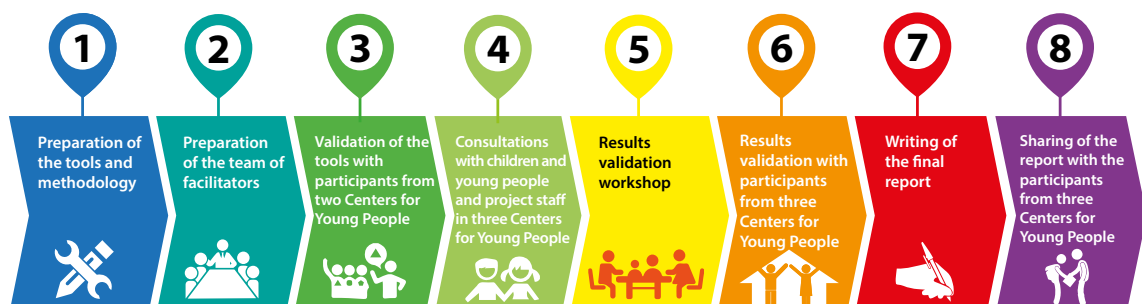 1
Preparation of
the tools and
methodology
2
Preparation
of the team of
facilitators
3
Validation of the
tools with
participants from
two Centers for
Young People
4
Consultations
with children and
young people
and project staff
in three Centers
for Young People
5
Results
validation
workshop
6
Results
validation with
participants
from three
Centers for
Young People
7
Writing of
the final
report
8
Sharing of the
report with the
participants
from three
Centers for
Young People